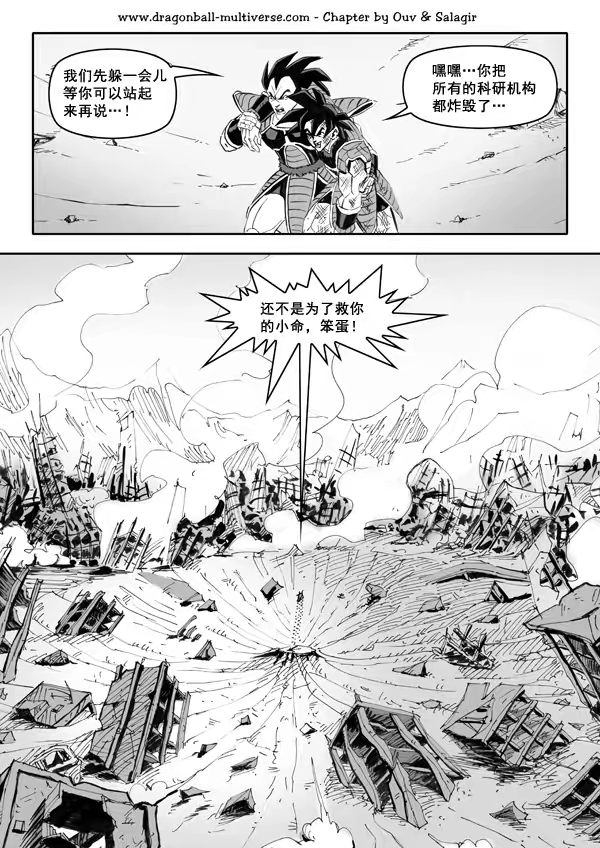 www.dragonball-multiverse.com - Chapter by Ouv & Salagir
我们先躲一会儿
等你可以站起
来再说…！
嘿嘿…你把
所有的科研机构
都炸毁了…
还不是为了救你
的小命，笨蛋！